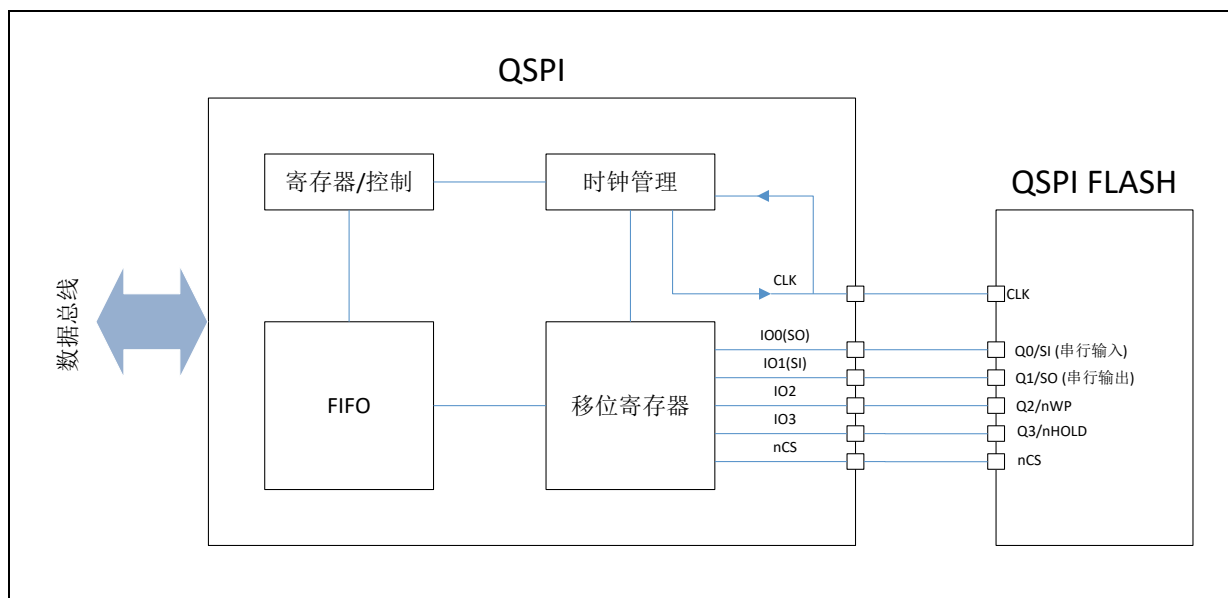 QSPI
寄存器/控制
时钟管理
QSPI FLASH
数据总线
CLK
CLK
FIFO
移位寄存器
IO0(SO)
IO1(SI)
IO2
IO3
nCS
Q0/SI (串行输入)
Q1/SO (串行输出)
Q2/nWP
Q3/nHOLD
nCS